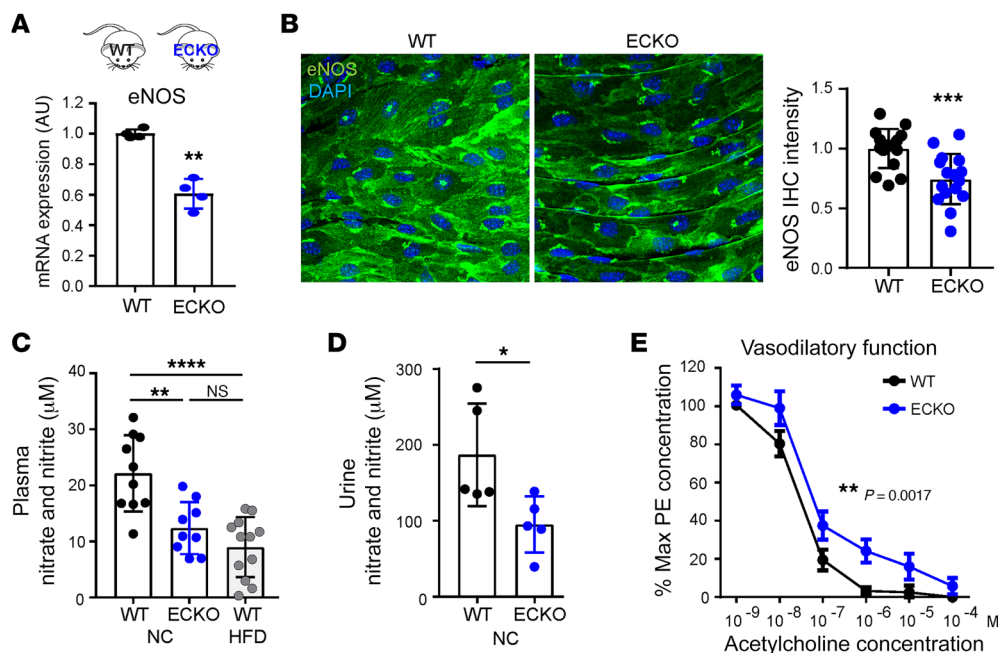 A
WT
ECKO
eNOS
mRNA expression (AU)
1.2
1.0
0.8
0.6
0.4
0.2
0.0
**
WT
ECKO
B
WT
ECKO
eNOS
DAPI
eNOS IHC intensity
1.5
1.0
0.5
0.0
***
WT
ECKO
C
Plasma
nitrate and nitrite (μM)
40
30
20
10
0
****
**
NS
WT
ECKO
WT
NC
HFD
D
Urine
nitrate and nitrite (μM)
300
200
100
0
*
WT
ECKO
NC
E
Vasodilatory function
WT
ECKO
% Max PE concentration
120
100
80
60
40
20
0
** P = 0.0017
10⁻⁹ 10⁻⁸ 10⁻⁷ 10⁻⁶ 10⁻⁵ 10⁻⁴ M
Acetylcholine concentration